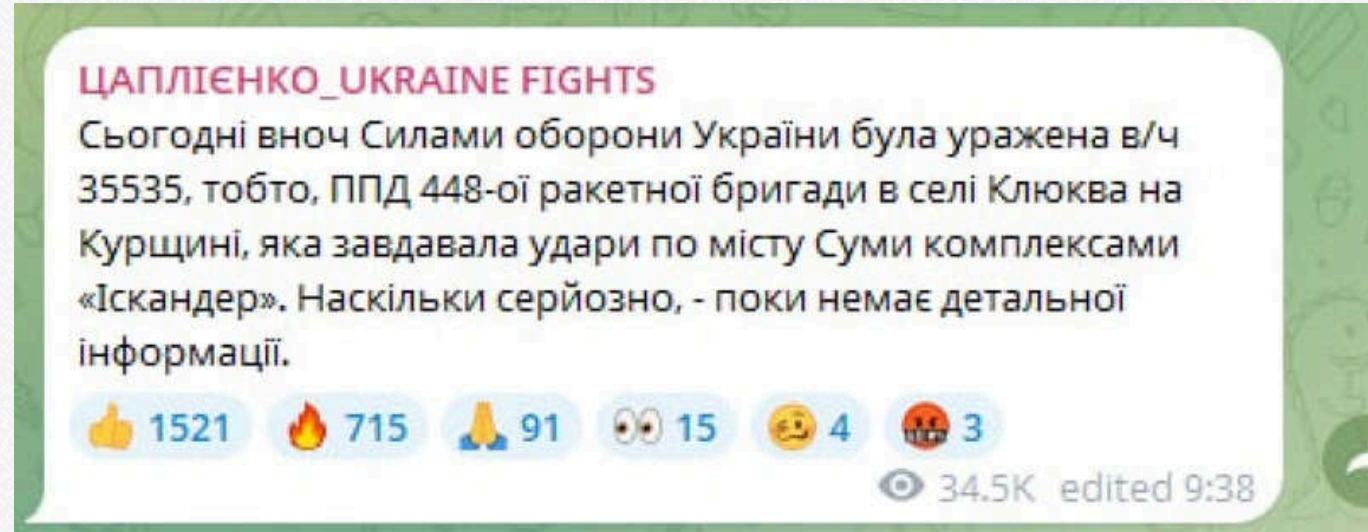 ЦАПЛІЄНКО_UKRAINE FIGHTS
Сьогодні вноч Силами оборони України була уражена в/ч
35535, тобто, ППД 448-ої ракетної бригади в селі Клюква на
Курщині, яка завдавала удари по місту Суми комплексами
«Іскандер». Наскільки серйозно, - поки немає детальної
інформації.
1521 715 91 15 4 3
34.5K edited 9:38